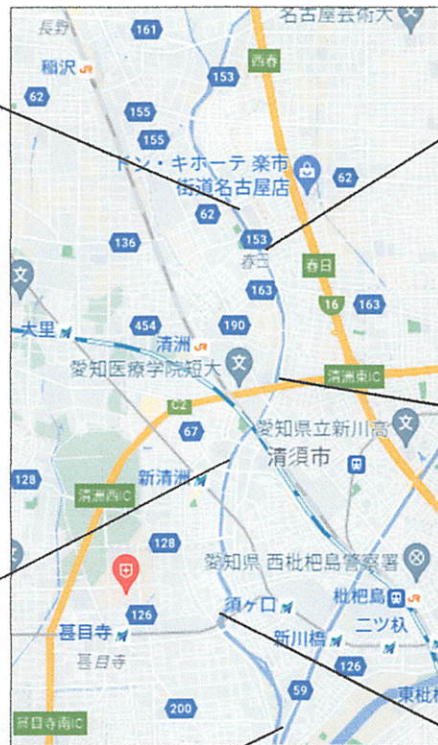 名古屋芸術大
長野
161
西春
稲沢 JR
153
62
155
155
ドン・キホーテ 楽市
街道名古屋店
62
62
153
136
春日
春日
163
16
163
大里
454
清洲 JR
190
愛知医療学院短大
清洲東IC
C2
67
愛知県立新川高
清須市
128
新清洲
清洲西IC
128
愛知県 西枇杷島警察署
126
須ヶ口
枇杷島 JR
甚目寺
新川橋
二ツ杁
甚目寺
126
59
東枇杷
200
甚目寺南IC